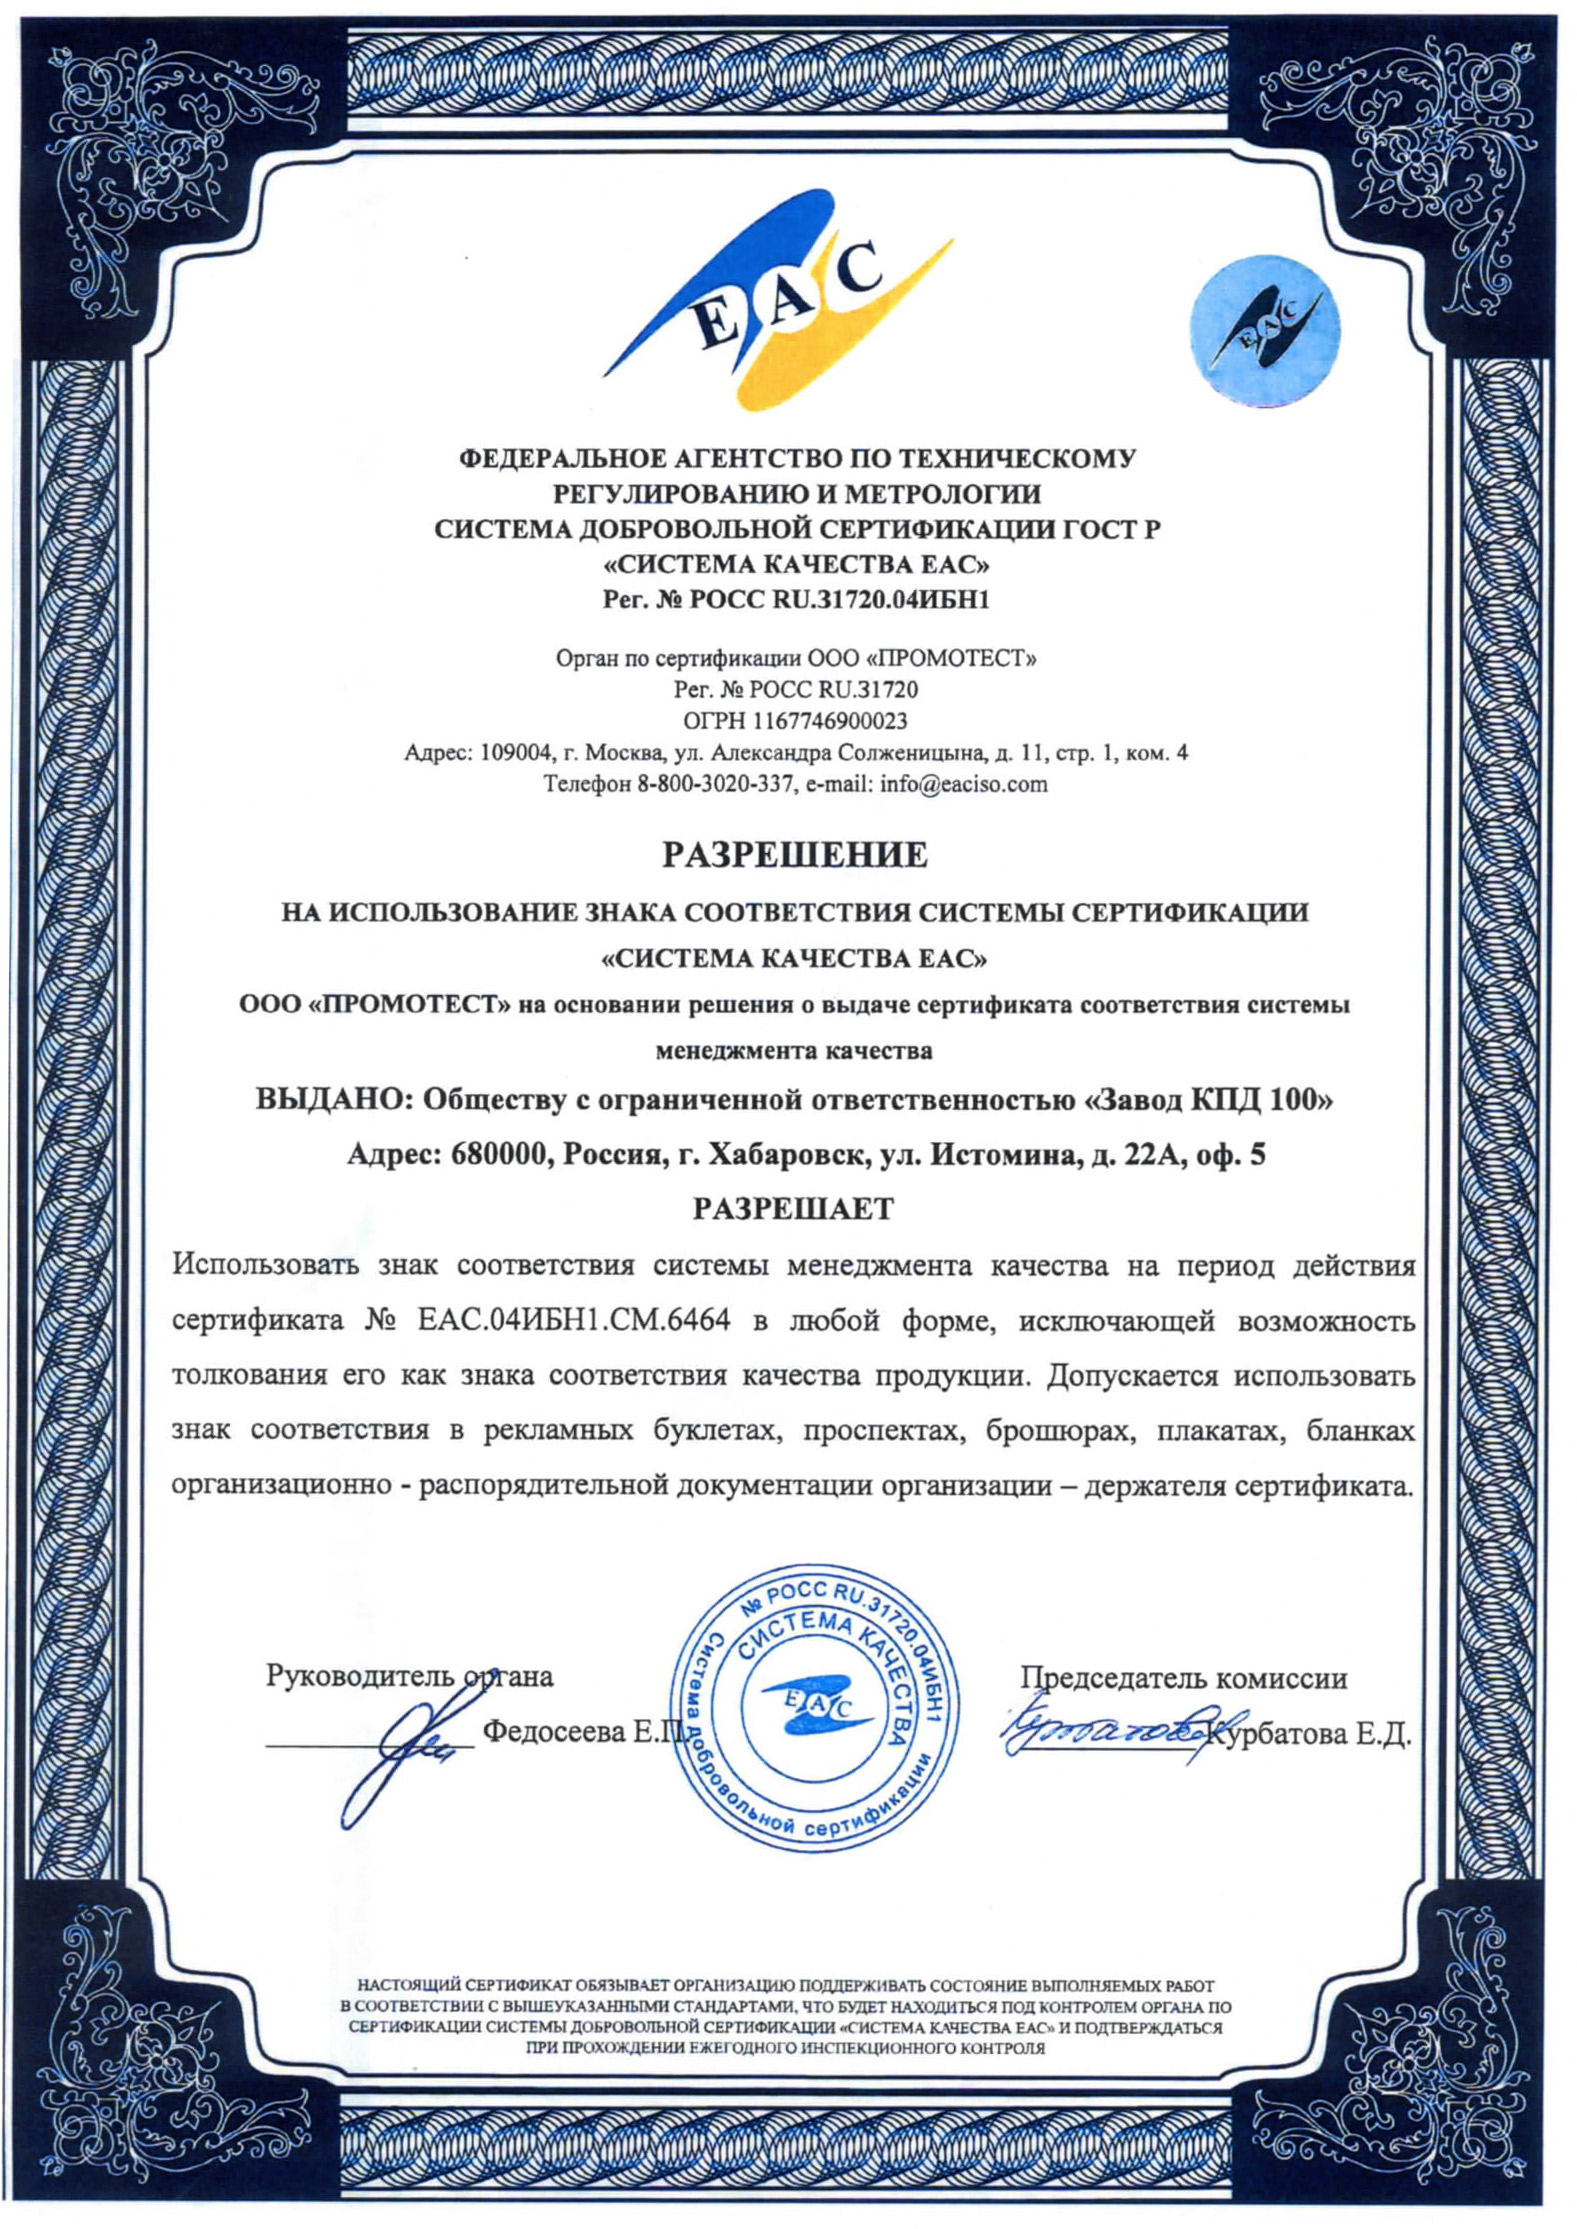 ЕАС
ЕАС
ФЕДЕРАЛЬНОЕ АГЕНТСТВО ПО ТЕХНИЧЕСКОМУ
РЕГУЛИРОВАНИЮ И МЕТРОЛОГИИ
СИСТЕМА ДОБРОВОЛЬНОЙ СЕРТИФИКАЦИИ ГОСТ Р
«СИСТЕМА КАЧЕСТВА ЕАС»
Рег. № РОСС RU.31720.04ИБН1
Орган по сертификации ООО «ПРОМОТЕСТ»
Рег. № РОСС RU.31720
ОГРН 1167746900023
Адрес: 109004, г. Москва, ул. Александра Солженицына, д. 11, стр. 1, ком. 4
Телефон 8-800-3020-337, e-mail: info@eaciso.com
РАЗРЕШЕНИЕ
НА ИСПОЛЬЗОВАНИЕ ЗНАКА СООТВЕТСТВИЯ СИСТЕМЫ СЕРТИФИКАЦИИ
«СИСТЕМА КАЧЕСТВА ЕАС»
ООО «ПРОМОТЕСТ» на основании решения о выдаче сертификата соответствия системы
менеджмента качества
ВЫДАНО: Обществу с ограниченной ответственностью «Завод КПД 100»
Адрес: 680000, Россия, г. Хабаровск, ул. Истомина, д. 22А, оф. 5
РАЗРЕШАЕТ
Использовать знак соответствия системы менеджмента качества на период действия
сертификата № ЕАС.04ИБН1.СМ.6464 в любой форме, исключающей возможность
толкования его как знака соответствия качества продукции. Допускается использовать
знак соответствия в рекламных буклетах, проспектах, брошюрах, плакатах, бланках
организационно - распорядительной документации организации – держателя сертификата.
№ РОСС RU.31720.04ИБН1
Система добровольной сертификации
СИСТЕМА КАЧЕСТВА
ЕАС
Руководитель органа
Федосеева Е.П.
Председатель комиссии
Курбатова Е.Д.
НАСТОЯЩИЙ СЕРТИФИКАТ ОБЯЗЫВАЕТ ОРГАНИЗАЦИЮ ПОДДЕРЖИВАТЬ СОСТОЯНИЕ ВЫПОЛНЯЕМЫХ РАБОТ
В СООТВЕТСТВИИ С ВЫШЕУКАЗАННЫМИ СТАНДАРТАМИ, ЧТО БУДЕТ НАХОДИТЬСЯ ПОД КОНТРОЛЕМ ОРГАНА ПО
СЕРТИФИКАЦИИ СИСТЕМЫ ДОБРОВОЛЬНОЙ СЕРТИФИКАЦИИ «СИСТЕМА КАЧЕСТВА ЕАС» И ПОДТВЕРЖДАТЬСЯ
ПРИ ПРОХОЖДЕНИИ ЕЖЕГОДНОГО ИНСПЕКЦИОННОГО КОНТРОЛЯ